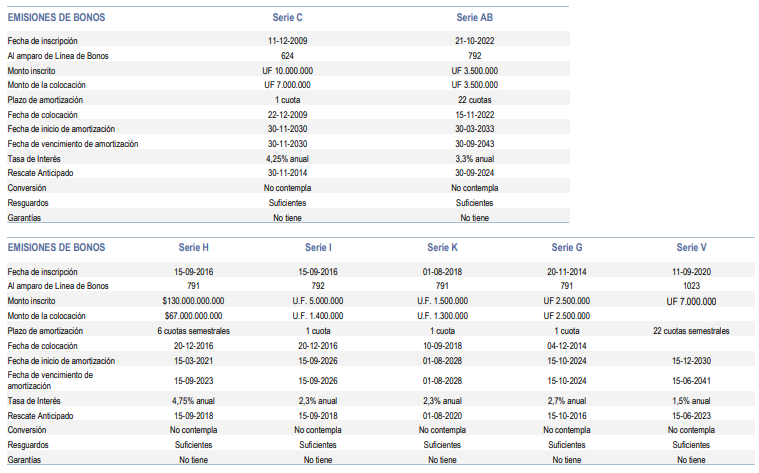 EMISIONES DE BONOS Serie C Serie AB
Fecha de inscripción 11-12-2009 21-10-2022
Al amparo de Línea de Bonos 624 792
Monto inscrito UF 10.000.000 UF 3.500.000
Monto de la colocación UF 7.000.000 UF 3.500.000
Plazo de amortización 1 cuota 22 cuotas
Fecha de colocación 22-12-2009 15-11-2022
Fecha de inicio de amortización 30-11-2030 30-03-2033
Fecha de vencimiento de amortización 30-11-2030 30-09-2043
Tasa de Interés 4,25% anual 3,3% anual
Rescate Anticipado 30-11-2014 30-09-2024
Conversión No contempla No contempla
Resguardos Suficientes Suficientes
Garantías No tiene No tiene
EMISIONES DE BONOS Serie H Serie I Serie K Serie G Serie V
Fecha de inscripción 15-09-2016 15-09-2016 01-08-2018 20-11-2014 11-09-2020
Al amparo de Línea de Bonos 791 792 791 791 1023
Monto inscrito $130.000.000.000 U.F. 5.000.000 U.F. 1.500.000 UF 2.500.000 UF 7.000.000
Monto de la colocación $67.000.000.000 U.F. 1.400.000 U.F. 1.300.000 UF 2.500.000
Plazo de amortización 6 cuotas semestrales 1 cuota 1 cuota 1 cuota 22 cuotas semestrales
Fecha de colocación 20-12-2016 20-12-2016 10-09-2018 04-12-2014
Fecha de inicio de amortización 15-03-2021 15-09-2026 01-08-2028 15-10-2024 15-12-2030
Fecha de vencimiento de
amortización 15-09-2023 15-09-2026 01-08-2028 15-10-2024 15-06-2041
Tasa de Interés 4,75% anual 2,3% anual 2,3% anual 2,7% anual 1,5% anual
Rescate Anticipado 15-09-2018 15-09-2018 01-08-2020 15-10-2016 15-06-2023
Conversión No contempla No contempla No contempla No contempla No contempla
Resguardos Suficientes Suficientes Suficientes Suficientes Suficientes
Garantías No tiene No tiene No tiene No tiene No tiene